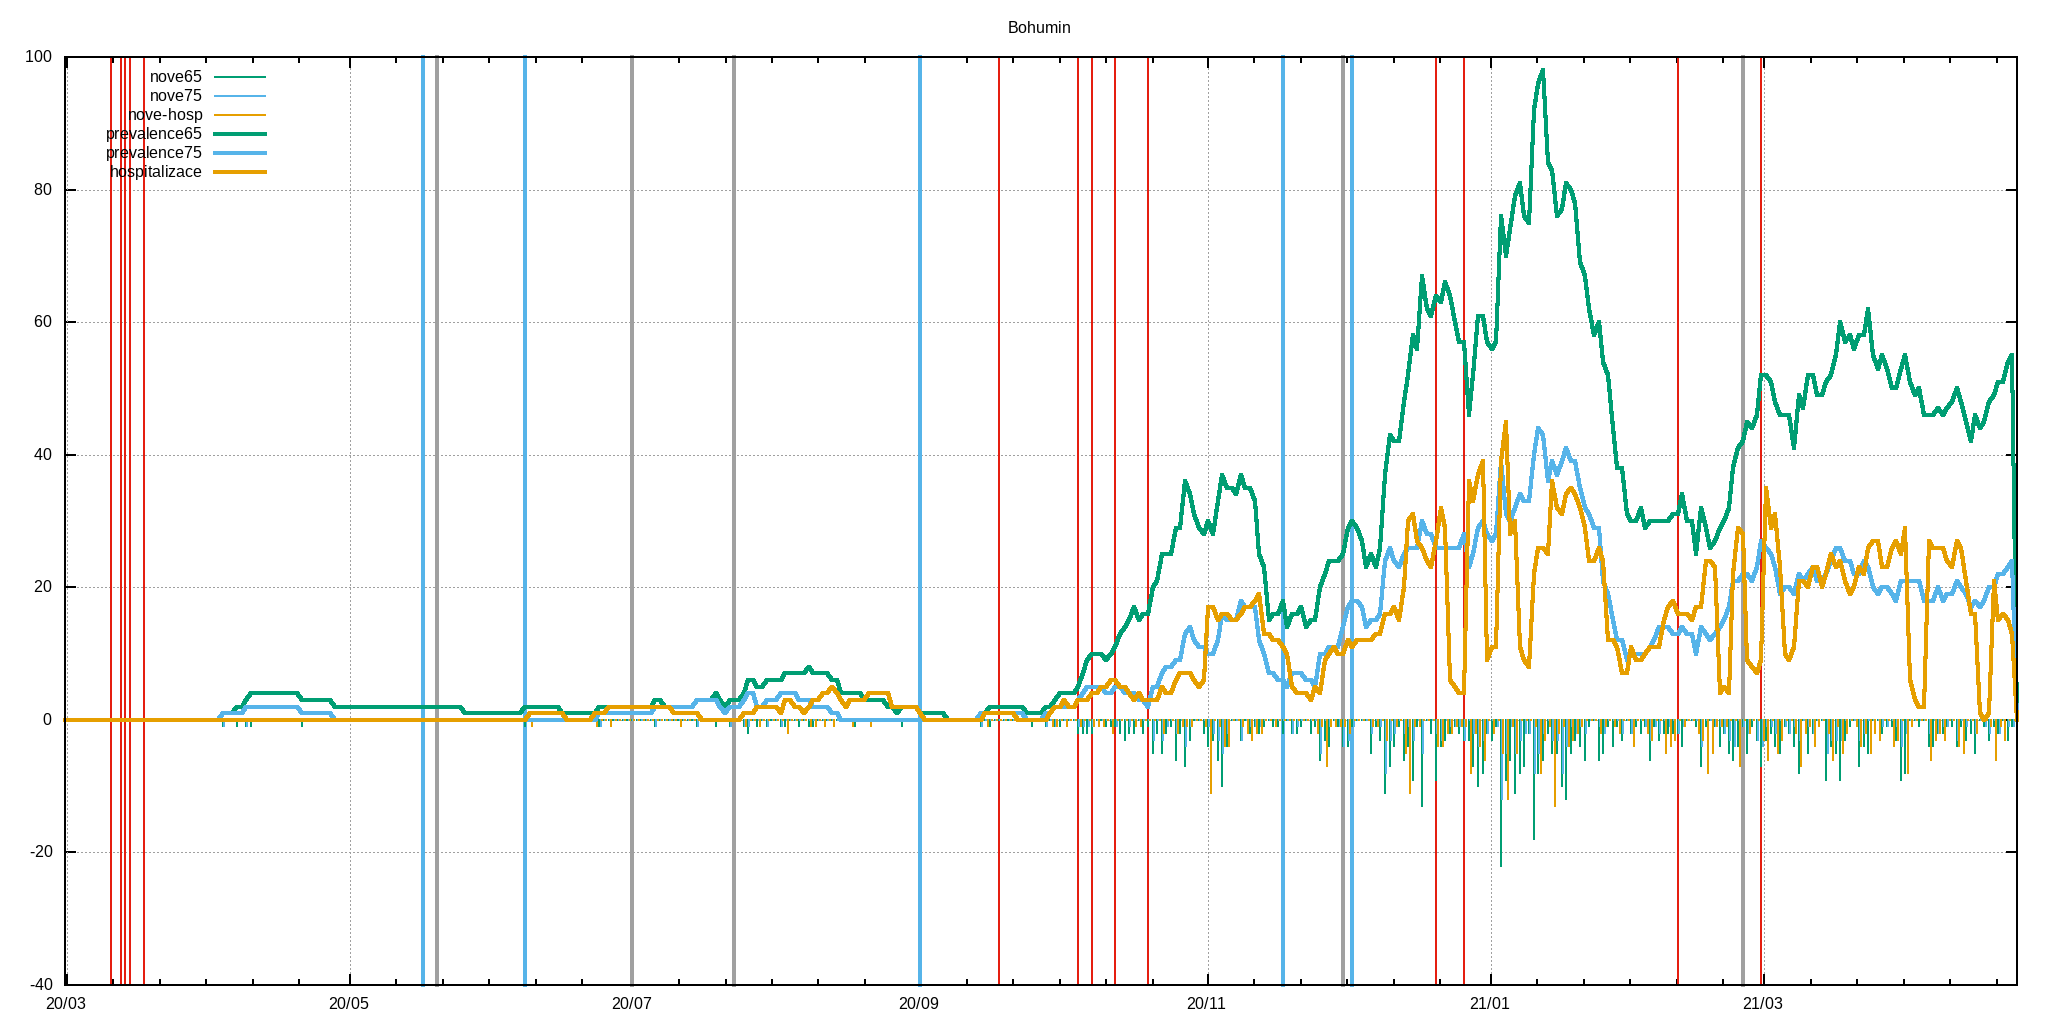 Bohumin
100
80
60
40
20
0
-20
-40
nove65
nove75
nove-hosp
prevalence65
prevalence75
hospitalizace
20/03 20/05 20/07 20/09 20/11 21/01 21/03